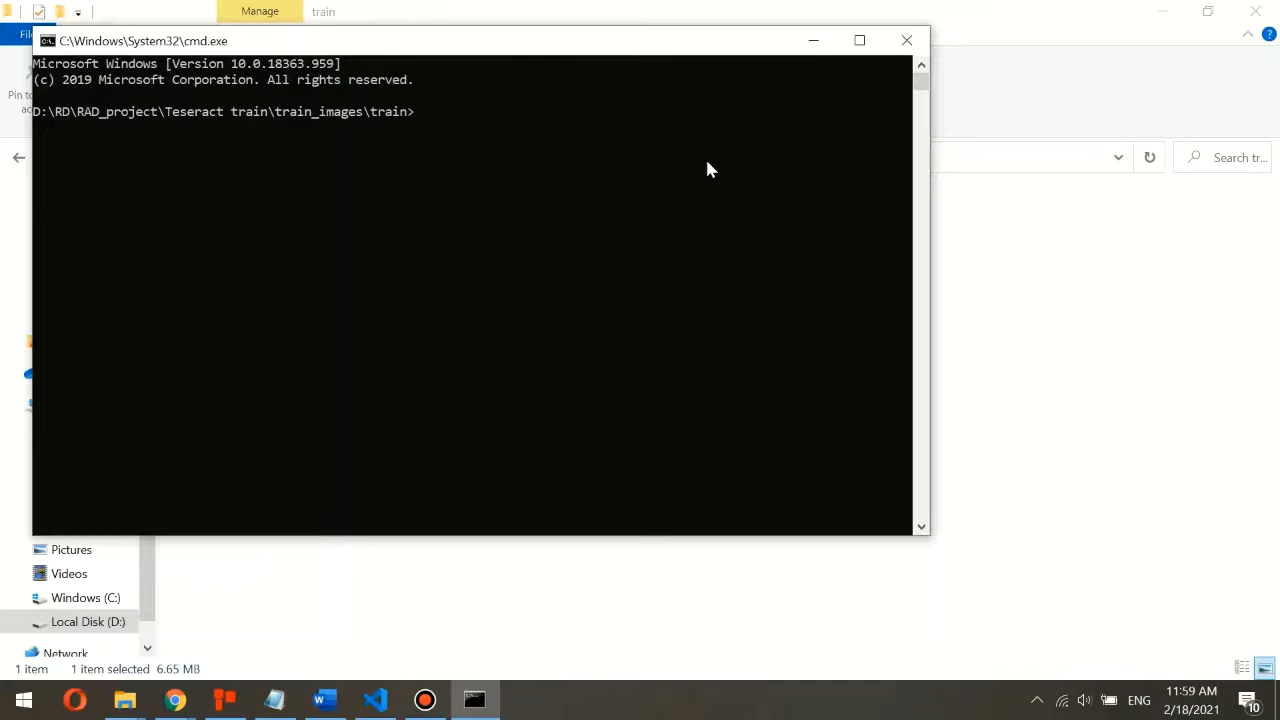 Manage
train
C:\Windows\System32\cmd.exe
Microsoft Windows [Version 10.0.18363.959]
(c) 2019 Microsoft Corporation. All rights reserved.
D:\RD\RAD_project\Teseract train\train_images\train>
Search tr...
Pictures
Videos
Windows (C:)
Local Disk (D:)
Network
1 item
1 item selected 6.65 MB
ENG
11:59 AM
2/18/2021
10